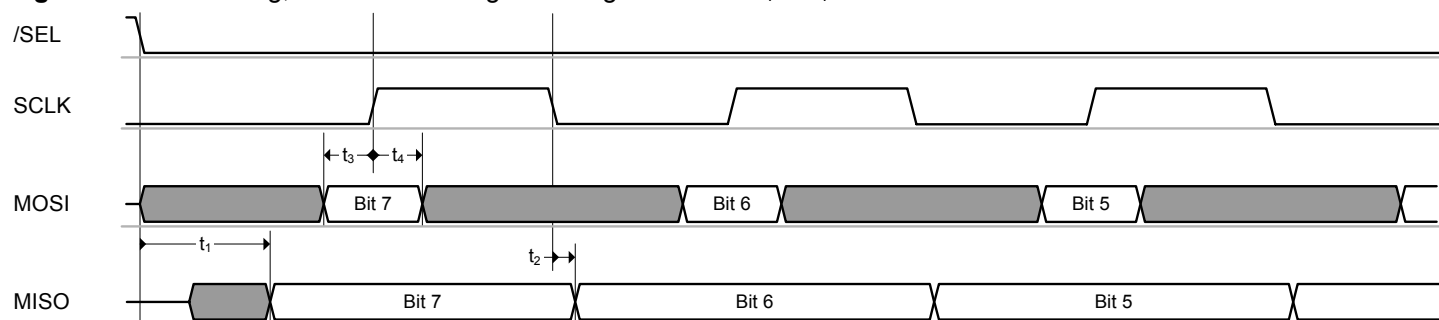 /SEL
SCLK
t3 t4
MOSI Bit 7 Bit 6 Bit 5
t1
t2
MISO Bit 7 Bit 6 Bit 5